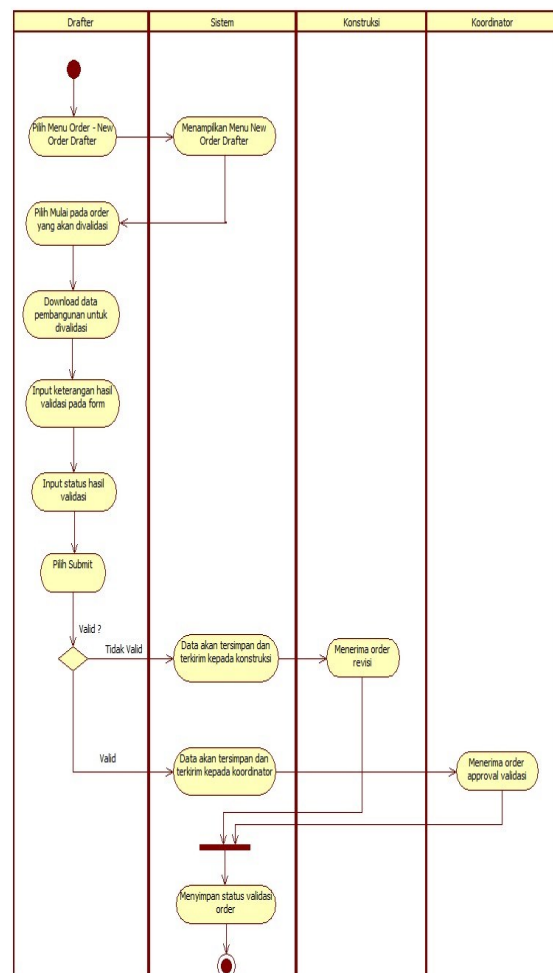 Drafter
Sistem
Konstruksi
Koordinator
Pilih Menu Order - New
Order Drafter
Menampilkan Menu New
Order Drafter
Pilih Mulai pada order
yang akan divalidasi
Download data
pembangunan untuk
divalidasi
Input keterangan hasil
validasi pada form
Input status hasil
validasi
Pilih Submit
Valid ?
Tidak Valid
Data akan tersimpan dan
terkirim kepada konstruksi
Menerima order
revisi
Valid
Data akan tersimpan dan
terkirim kepada koordinator
Menerima order
approval validasi
Menyimpan status validasi
order